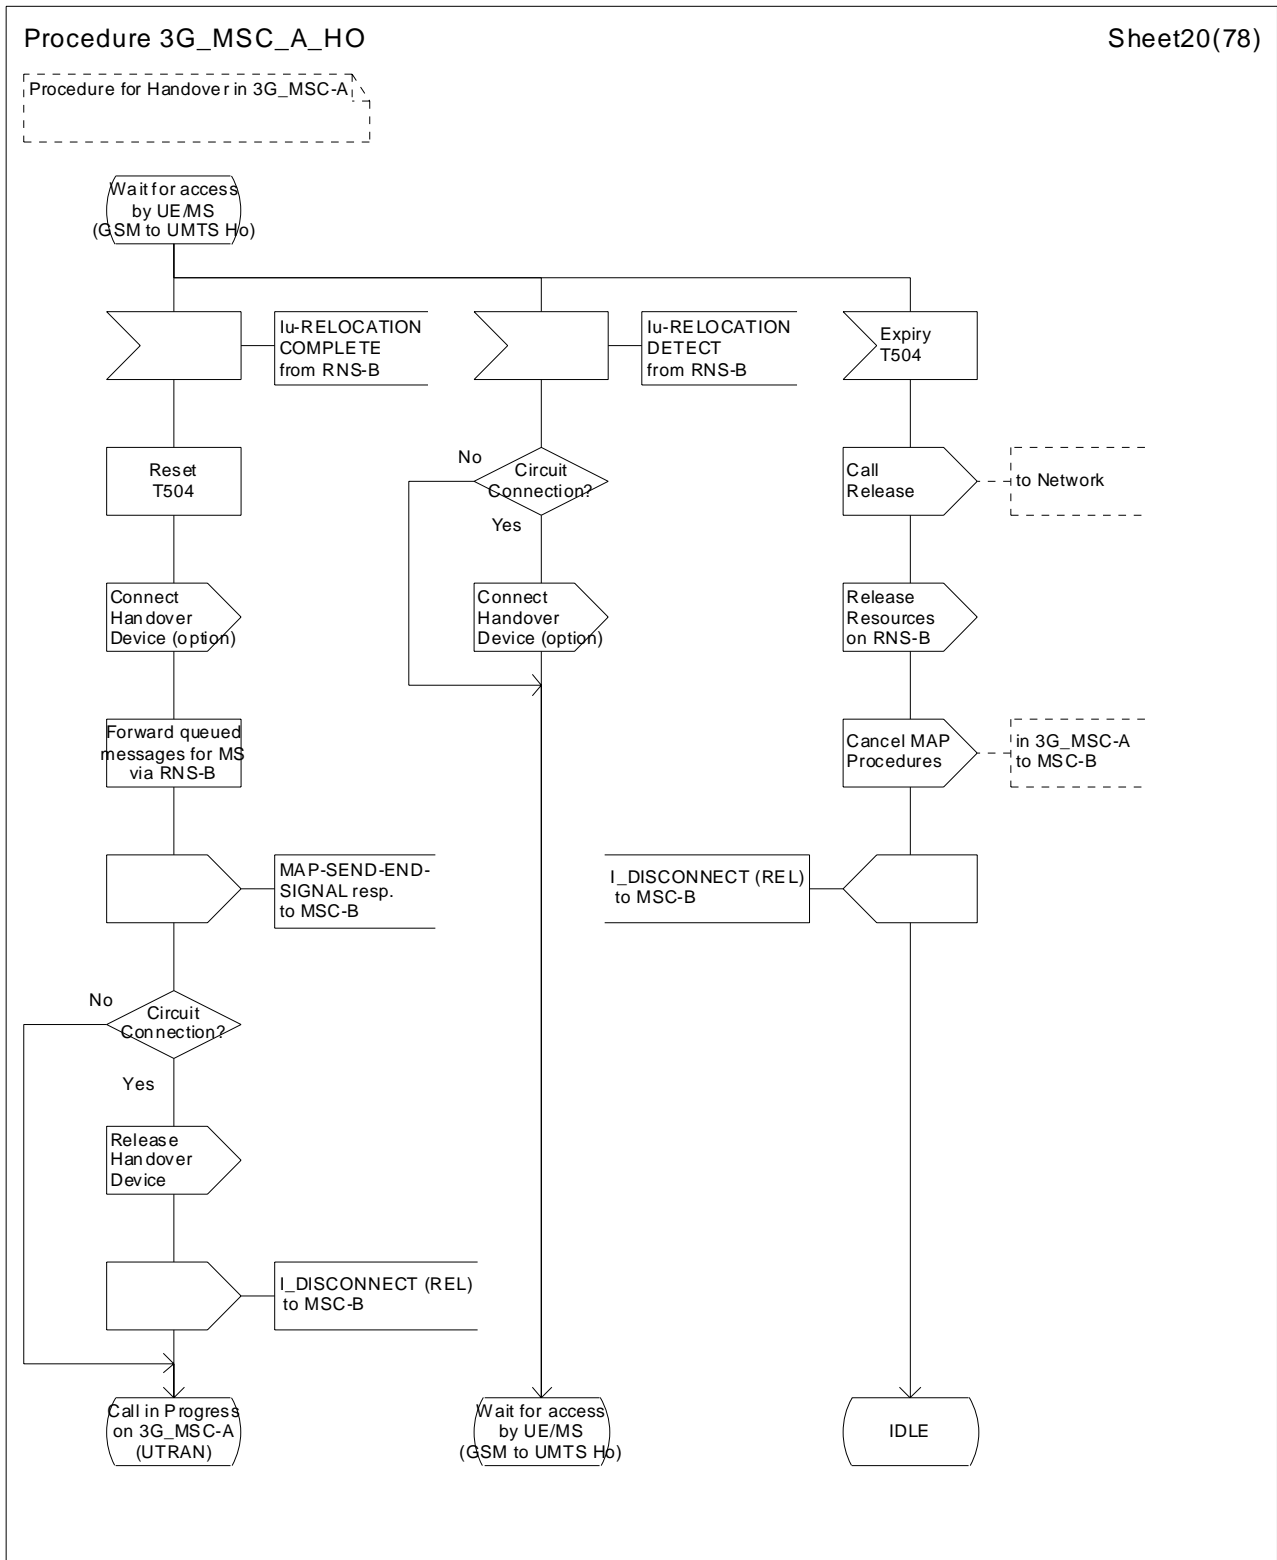 Procedure 3G_MSC_A_HO
Sheet20(78)
Procedure for Handover in 3G_MSC-A
Wait for access
by UE/MS
(GSM to UMTS Ho)
Iu-RELOCATION
COMPLETE
from RNS-B
Iu-RELOCATION
DETECT
from RNS-B
Expiry
T504
Reset
T504
No
Circuit
Connection?
Yes
Call
Release
to Network
Connect
Handover
Device (option)
Connect
Handover
Device (option)
Release
Resources
on RNS-B
Forward queued
messages for MS
via RNS-B
Cancel MAP
Procedures
in 3G_MSC-A
to MSC-B
MAP-SEND-END-
SIGNAL resp.
to MSC-B
I_DISCONNECT (REL)
to MSC-B
No
Circuit
Connection?
Yes
Release
Handover
Device
I_DISCONNECT (REL)
to MSC-B
Call in Progress
on 3G_MSC-A
(UTRAN)
Wait for access
by UE/MS
(GSM to UMTS Ho)
IDLE